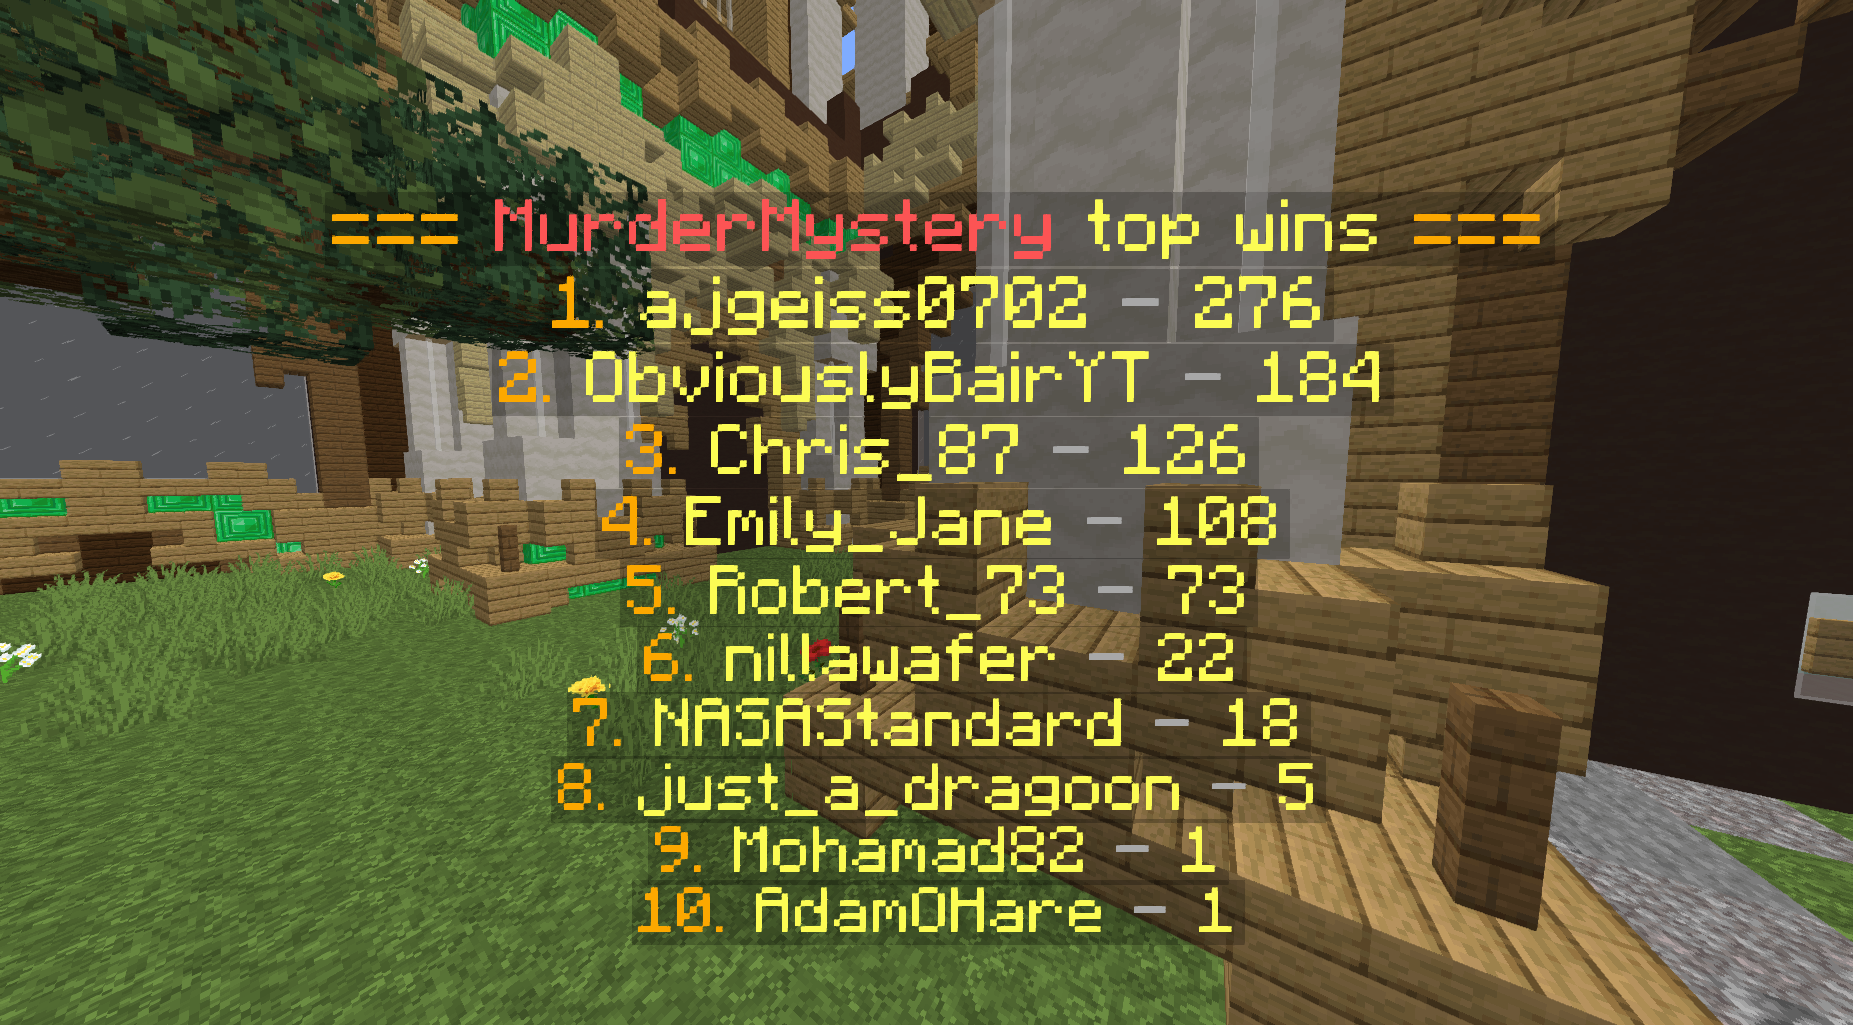 === MurderMystery top wins ===
1. ajgeiss0702 - 276
2. ObviouslyBairYT - 184
3. Chris_87 - 126
4. Emily_Jane - 108
5. Robert_73 - 73
6. nillawafer - 22
7. NASAStandard - 18
8. just_a_dragoon - 5
9. Mohamad82 - 1
10. AdamOHare - 1